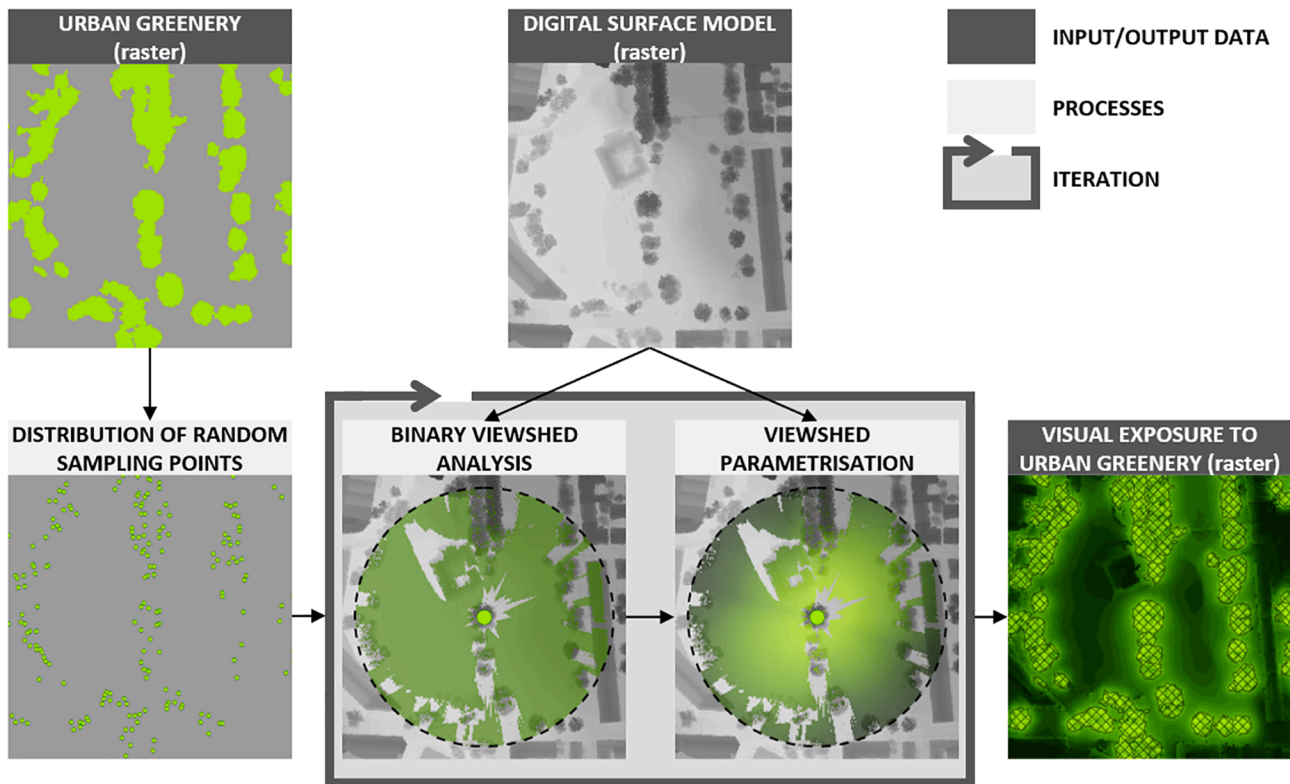 URBAN GREENERY
(raster)
DIGITAL SURFACE MODEL
(raster)
INPUT/OUTPUT DATA
PROCESSES
ITERATION
DISTRIBUTION OF RANDOM
SAMPLING POINTS
BINARY VIEWSHED
ANALYSIS
VIEWSHED
PARAMETRISATION
VISUAL EXPOSURE TO
URBAN GREENERY (raster)